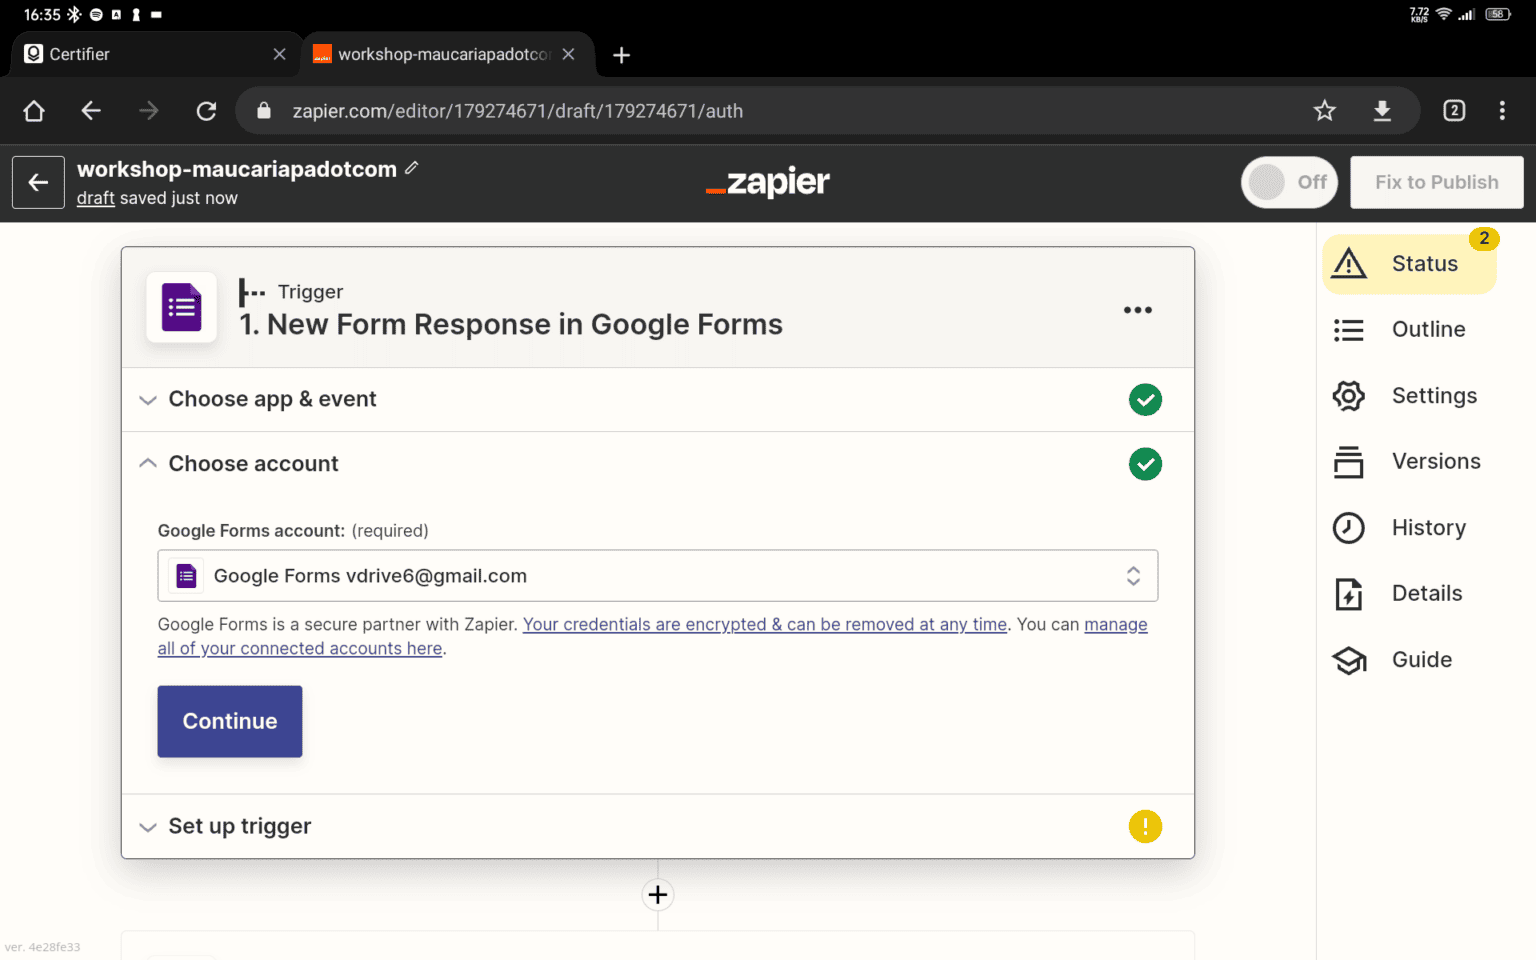 16:35
7.72
KB/S
58
Certifier
workshop-maucariapadotco
zapier.com/editor/179274671/draft/179274671/auth
2
workshop-maucariapadotcom
draft saved just now
_zapier
Off
Fix to Publish
Trigger
1. New Form Response in Google Forms
Choose app & event
Choose account
Google Forms account: (required)
Google Forms vdrive6@gmail.com
Google Forms is a secure partner with Zapier. Your credentials are encrypted & can be removed at any time. You can manage
all of your connected accounts here.
Continue
Set up trigger
2
Status
Outline
Settings
Versions
History
Details
Guide
ver. 4e28fe33